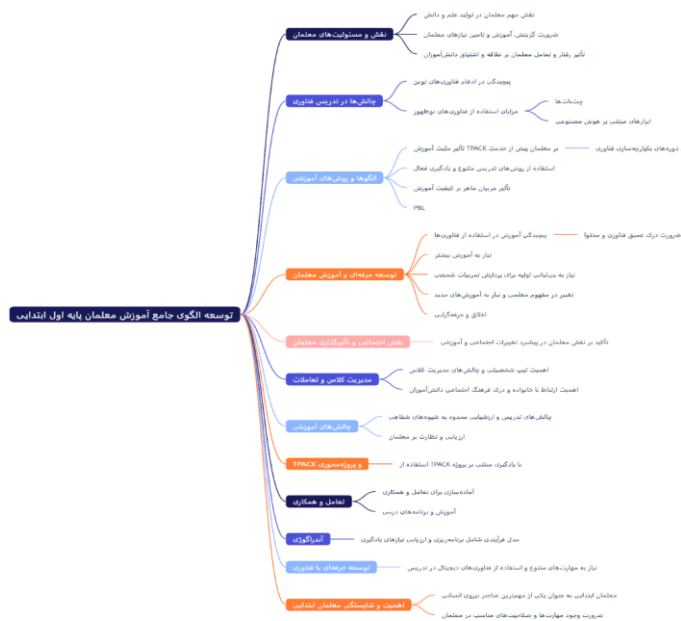 توسعه الگوی جامع آموزش معلمان پایه اول ابتدایی
نقش و مسئولیت‌های معلمان
نقش مهم معلمان در تولید علم و دانش
ضرورت گزینش، آموزش و تامین نیازهای معلمان
تأثیر رفتار و تعامل معلمان بر علاقه و اشتیاق دانش‌آموزان
چالش‌ها در تدریس فناوری
پیچیدگی در ادغام فناوری‌های نوین
مزایای استفاده از فناوری‌های نوظهور
چت‌بات‌ها
ابزارهای مبتنی بر هوش مصنوعی
الگوها و روش‌های آموزشی
بر معلمان پیش از خدمت TPACK تأثیر مثبت آموزش
دوره‌های یکپارچه‌سازی فناوری
استفاده از روش‌های تدریس متنوع و یادگیری فعال
تأثیر مربیان ماهر بر کیفیت آموزش
PBL
توسعه حرفه‌ای و آموزش معلمان
پیچیدگی آموزش در استفاده از فناوری‌ها
ضرورت درک عمیق فناوری و محتوا
نیاز به آموزش بیشتر
نیاز به بی‌ثباتی اولیه برای پردازش تجربیات شخصی
تغییر در مفهوم معلمی و نیاز به آموزش‌های جدید
اخلاق و حرفه‌گرایی
نقش اجتماعی و تأثیرگذاری معلمان
تأکید بر نقش معلمان در پیشبرد تغییرات اجتماعی و آموزشی
مدیریت کلاس و تعاملات
اهمیت تیپ شخصیتی و چالش‌های مدیریت کلاس
اهمیت ارتباط با خانواده و درک فرهنگ اجتماعی دانش‌آموزان
چالش‌های آموزشی
چالش‌های تدریس و ارزشیابی محدود به شیوه‌های شفاهی
ارزیابی و نظارت بر معلمان
و پروژه‌محوری TPACK
با یادگیری مبتنی بر پروژه TPACK استفاده از
تعامل و همکاری
آماده‌سازی برای تعامل و همکاری
آموزش و برنامه‌های درسی
آندراگوژی
مدل فرآیندی شامل برنامه‌ریزی و ارزیابی نیازهای یادگیری
توسعه حرفه‌ای با فناوری
نیاز به مهارت‌های متنوع و استفاده از فناوری‌های دیجیتال در تدریس
اهمیت و شایستگی معلمان ابتدایی
معلمان ابتدایی به عنوان یکی از مهم‌ترین عناصر نیروی انسانی
ضرورت وجود مهارت‌ها و صلاحیت‌های مناسب در معلمان